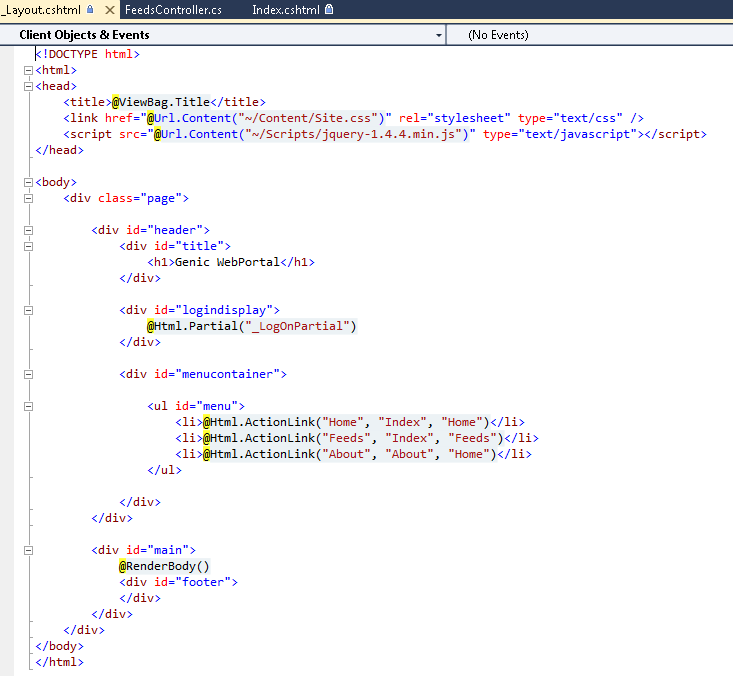 _Layout.cshtml FeedsController.cs Index.cshtml
Client Objects & Events (No Events)
<!DOCTYPE html>
<html>
<head>
    <title>@ViewBag.Title</title>
    <link href="@Url.Content("~/Content/Site.css")" rel="stylesheet" type="text/css" />
    <script src="@Url.Content("~/Scripts/jquery-1.4.4.min.js")" type="text/javascript"></script>
</head>
<body>
    <div class="page">
        <div id="header">
            <div id="title">
                <h1>Genic WebPortal</h1>
            </div>
            <div id="logindisplay">
                @Html.Partial("_LogOnPartial")
            </div>
            <div id="menucontainer">
                <ul id="menu">
                    <li>@Html.ActionLink("Home", "Index", "Home")</li>
                    <li>@Html.ActionLink("Feeds", "Index", "Feeds")</li>
                    <li>@Html.ActionLink("About", "About", "Home")</li>
                </ul>
            </div>
        </div>
        <div id="main">
            @RenderBody()
            <div id="footer">
            </div>
        </div>
    </div>
</body>
</html>